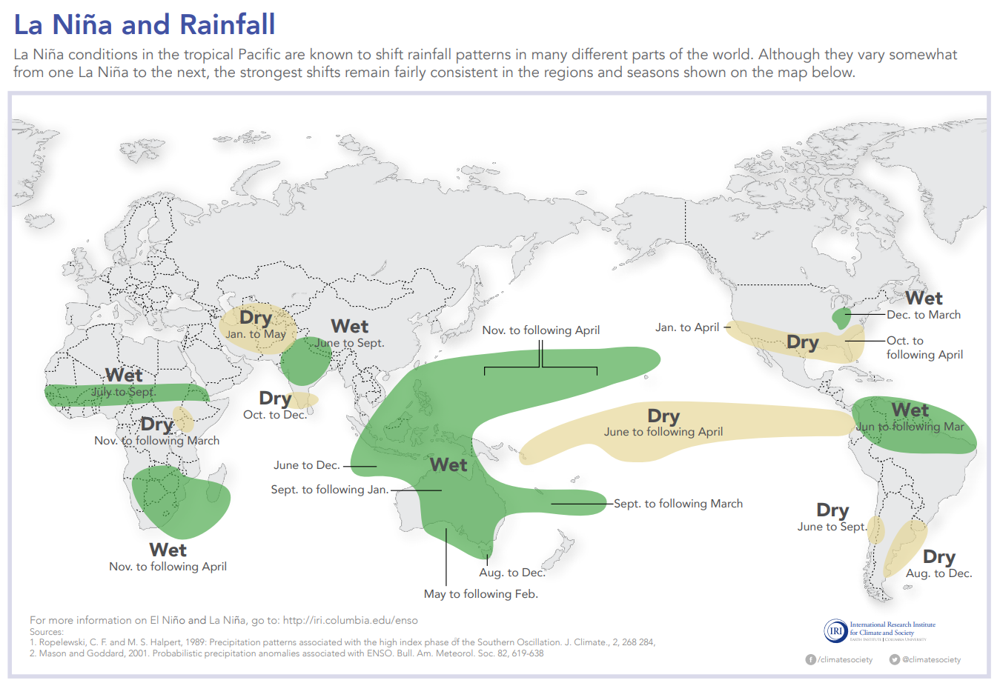 La Niña and Rainfall
La Niña conditions in the tropical Pacific are known to shift rainfall patterns in many different parts of the world. Although they vary somewhat
from one La Niña to the next, the strongest shifts remain fairly consistent in the regions and seasons shown on the map below.
Wet
Dec. to March
Dry
Jan. to May
Wet
June to Sept.
Nov. to following April
Jan. to April
Dry
Oct. to
following April
Wet
July to Sept.
Dry
Oct. to Dec.
Dry
Nov. to following March
Dry
June to following April
Wet
Jun to following Mar
June to Dec.
Wet
Sept. to following Jan.
Sept. to following March
Dry
June to Sept.
Wet
Nov. to following April
Dry
Aug. to Dec.
Aug. to Dec.
May to following Feb.
For more information on El Niño and La Niña, go to: http://iri.columbia.edu/enso
Sources:
1. Ropelewski, C. F. and M. S. Halpert, 1989: Precipitation patterns associated with the high index phase of the Southern Oscillation. J. Climate., 2, 268 284,
2. Mason and Goddard, 2001. Probabilistic precipitation anomalies associated with ENSO. Bull. Am. Meteorol. Soc. 82, 619-638
IRI
International Research Institute
for Climate and Society
EARTH INSTITUTE | COLUMBIA UNIVERSITY
/climatesociety
@climatesociety